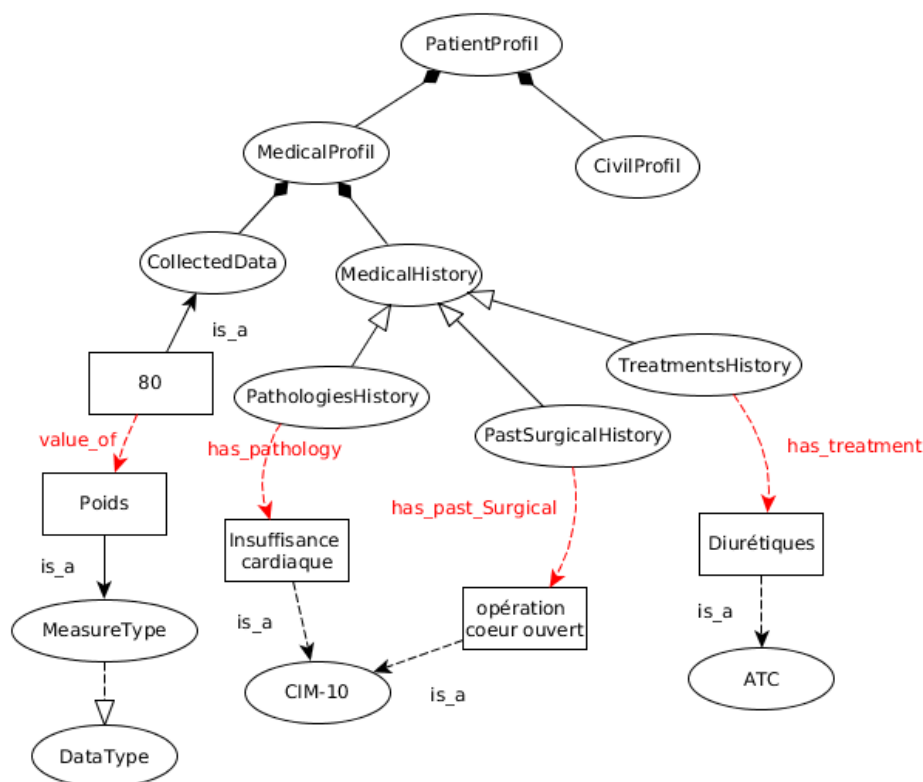 PatientProfil
MedicalProfil
CivilProfil
CollectedData
MedicalHistory
is_a
80
TreatmentsHistory
PathologiesHistory
PastSurgicalHistory
value_of
has_pathology
has_treatment
Poids
has_past_Surgical
Insuffisance
cardiaque
Diurétiques
is_a
opération
coeur ouvert
is_a
is_a
MeasureType
CIM-10
is_a
ATC
DataType